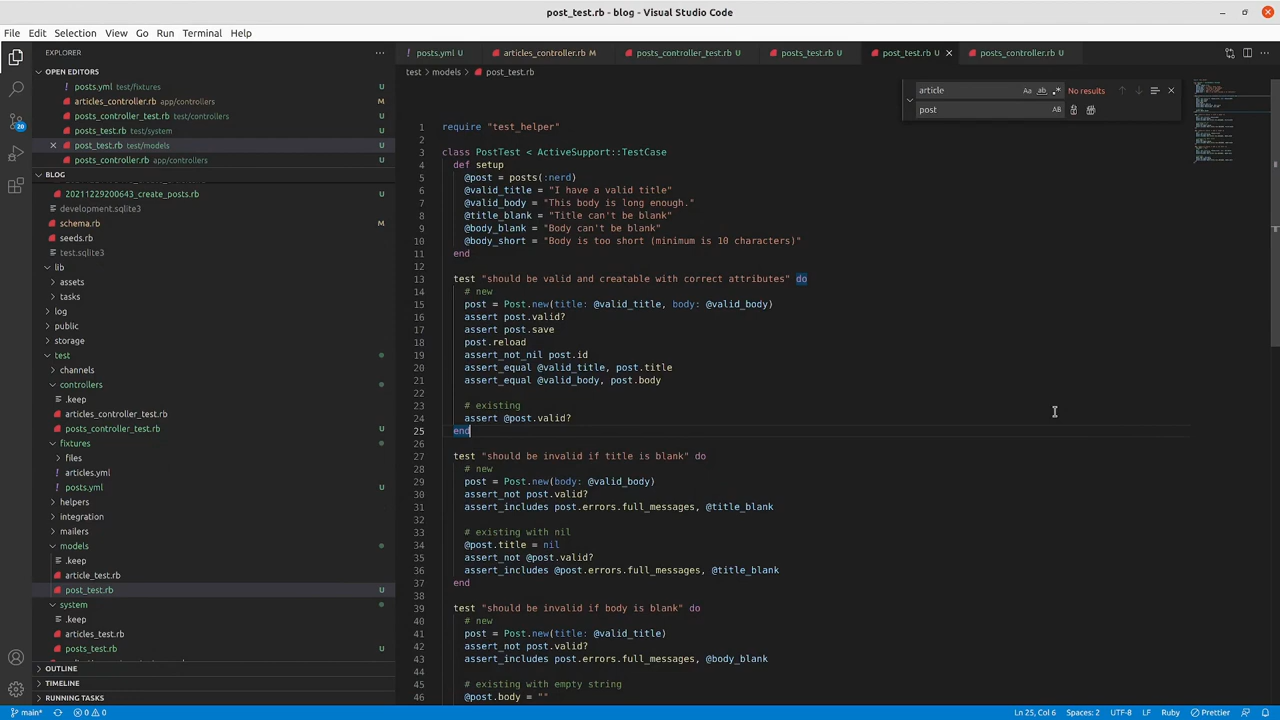 post_test.rb - blog - Visual Studio Code
File Edit Selection View Go Run Terminal Help
EXPLORER
OPEN EDITORS
posts.yml test/fixtures
articles_controller.rb app/controllers M
posts_controller_test.rb test/controllers
posts_test.rb test/system
post_test.rb test/models
posts_controller.rb app/controllers
BLOG
20211229200643_create_posts.rb U
development.sqlite3
schema.rb M
seeds.rb
test.sqlite3
lib
assets
tasks
log
public
storage
test
channels
controllers
.keep
articles_controller_test.rb
posts_controller_test.rb U
fixtures
files
articles.yml
posts.yml U
helpers
integration
mailers
models
.keep
article_test.rb
post_test.rb U
system
.keep
articles_test.rb
posts_test.rb U
OUTLINE
TIMELINE
RUNNING TASKS
posts.yml U articles_controller.rb M posts_controller_test.rb U posts_test.rb U post_test.rb U posts_controller.rb U
test models post_test.rb
article Aa ab .* No results
post AB
1 require "test_helper"
2
3 class PostTest < ActiveSupport::TestCase
4 def setup
5 @post = posts(:nerd)
6 @valid_title = "I have a valid title"
7 @valid_body = "This body is long enough."
8 @title_blank = "Title can't be blank"
9 @body_blank = "Body can't be blank"
10 @body_short = "Body is too short (minimum is 10 characters)"
11 end
12
13 test "should be valid and creatable with correct attributes" do
14 # new
15 post = Post.new(title: @valid_title, body: @valid_body)
16 assert post.valid?
17 assert post.save
18 post.reload
19 assert_not_nil post.id
20 assert_equal @valid_title, post.title
21 assert_equal @valid_body, post.body
22
23 # existing
24 assert @post.valid?
25 end
26
27 test "should be invalid if title is blank" do
28 # new
29 post = Post.new(body: @valid_body)
30 assert_not post.valid?
31 assert_includes post.errors.full_messages, @title_blank
32
33 # existing with nil
34 @post.title = nil
35 assert_not @post.valid?
36 assert_includes @post.errors.full_messages, @title_blank
37 end
38
39 test "should be invalid if body is blank" do
40 # new
41 post = Post.new(title: @valid_title)
42 assert_not post.valid?
43 assert_includes post.errors.full_messages, @body_blank
44
45 # existing with empty string
46 @post.body = ""
main* 0 0 Ln 25, Col 6 Spaces: 2 UTF-8 LF Ruby Prettier